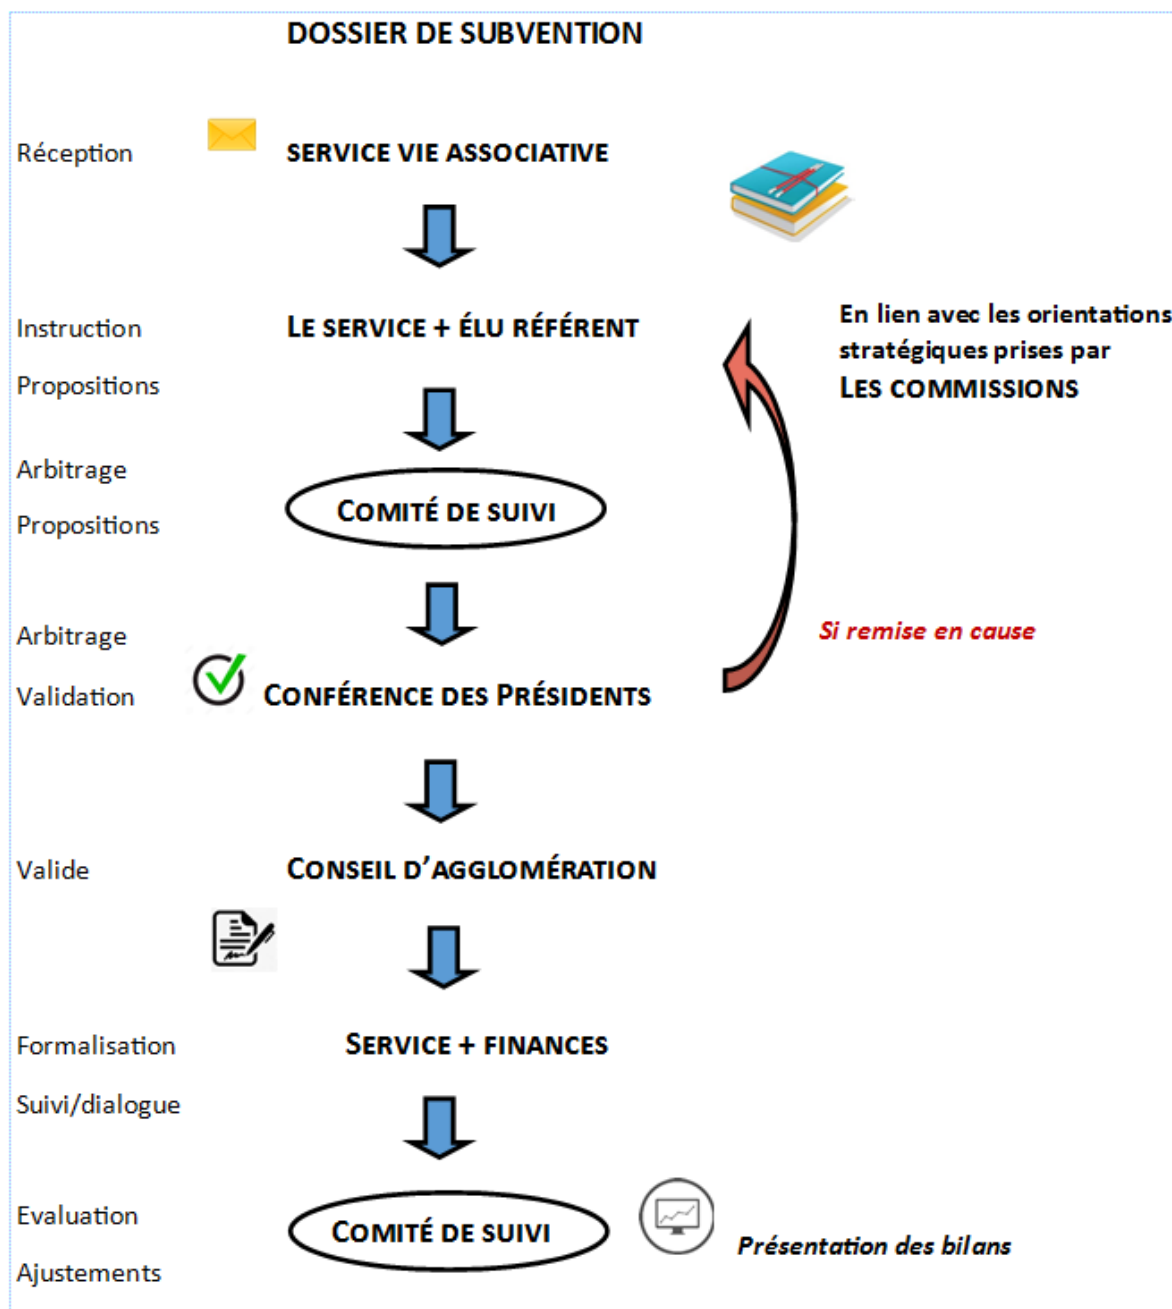 DOSSIER DE SUBVENTION
Réception
SERVICE VIE ASSOCIATIVE
Instruction
LE SERVICE + ÉLU RÉFÉRENT
En lien avec les orientations
stratégiques prises par
LES COMMISSIONS
Propositions
Arbitrage
COMITÉ DE SUIVI
Propositions
Arbitrage
Si remise en cause
Validation
CONFÉRENCE DES PRÉSIDENTS
Valide
CONSEIL D'AGGLOMÉRATION
Formalisation
SERVICE + FINANCES
Suivi/dialogue
Evaluation
COMITÉ DE SUIVI
Présentation des bilans
Ajustements